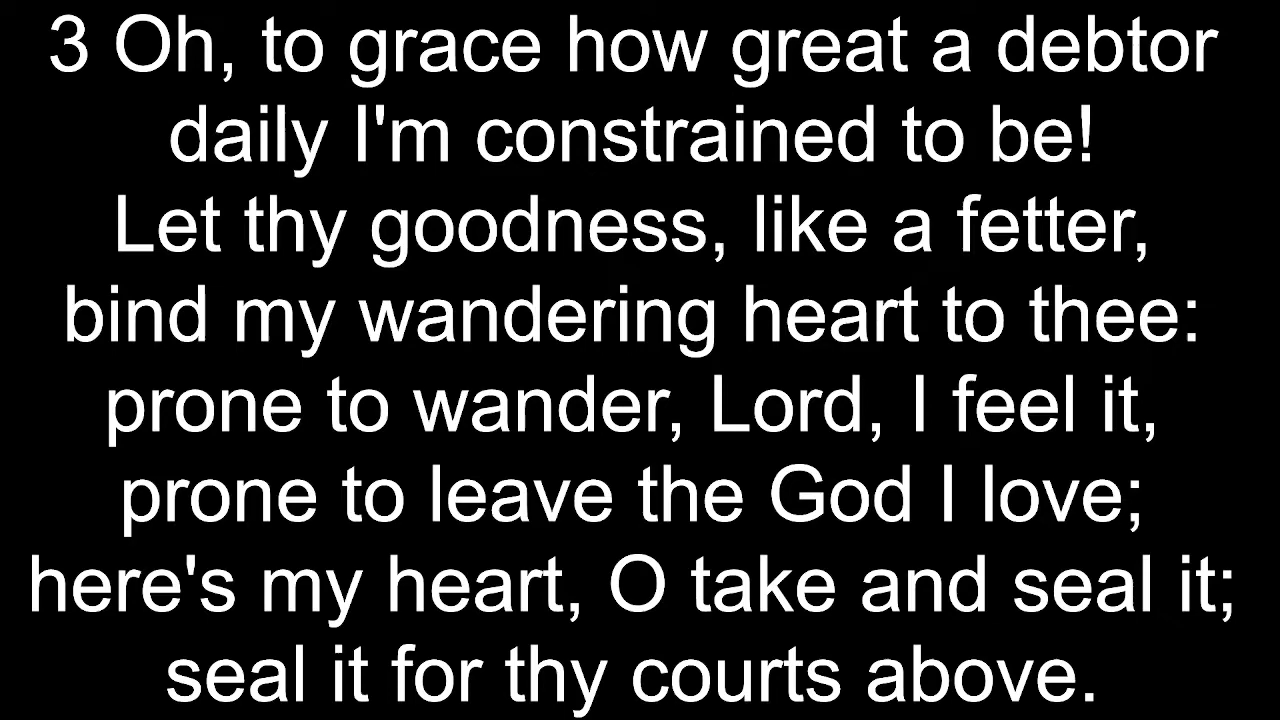 3 Oh, to grace how great a debtor
daily I'm constrained to be!
Let thy goodness, like a fetter,
bind my wandering heart to thee:
prone to wander, Lord, I feel it,
prone to leave the God I love;
here's my heart, O take and seal it;
seal it for thy courts above.